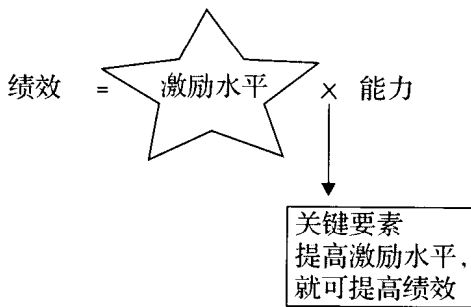 绩效 = 激励水平 × 能力
关键要素
提高激励水平,
就可提高绩效